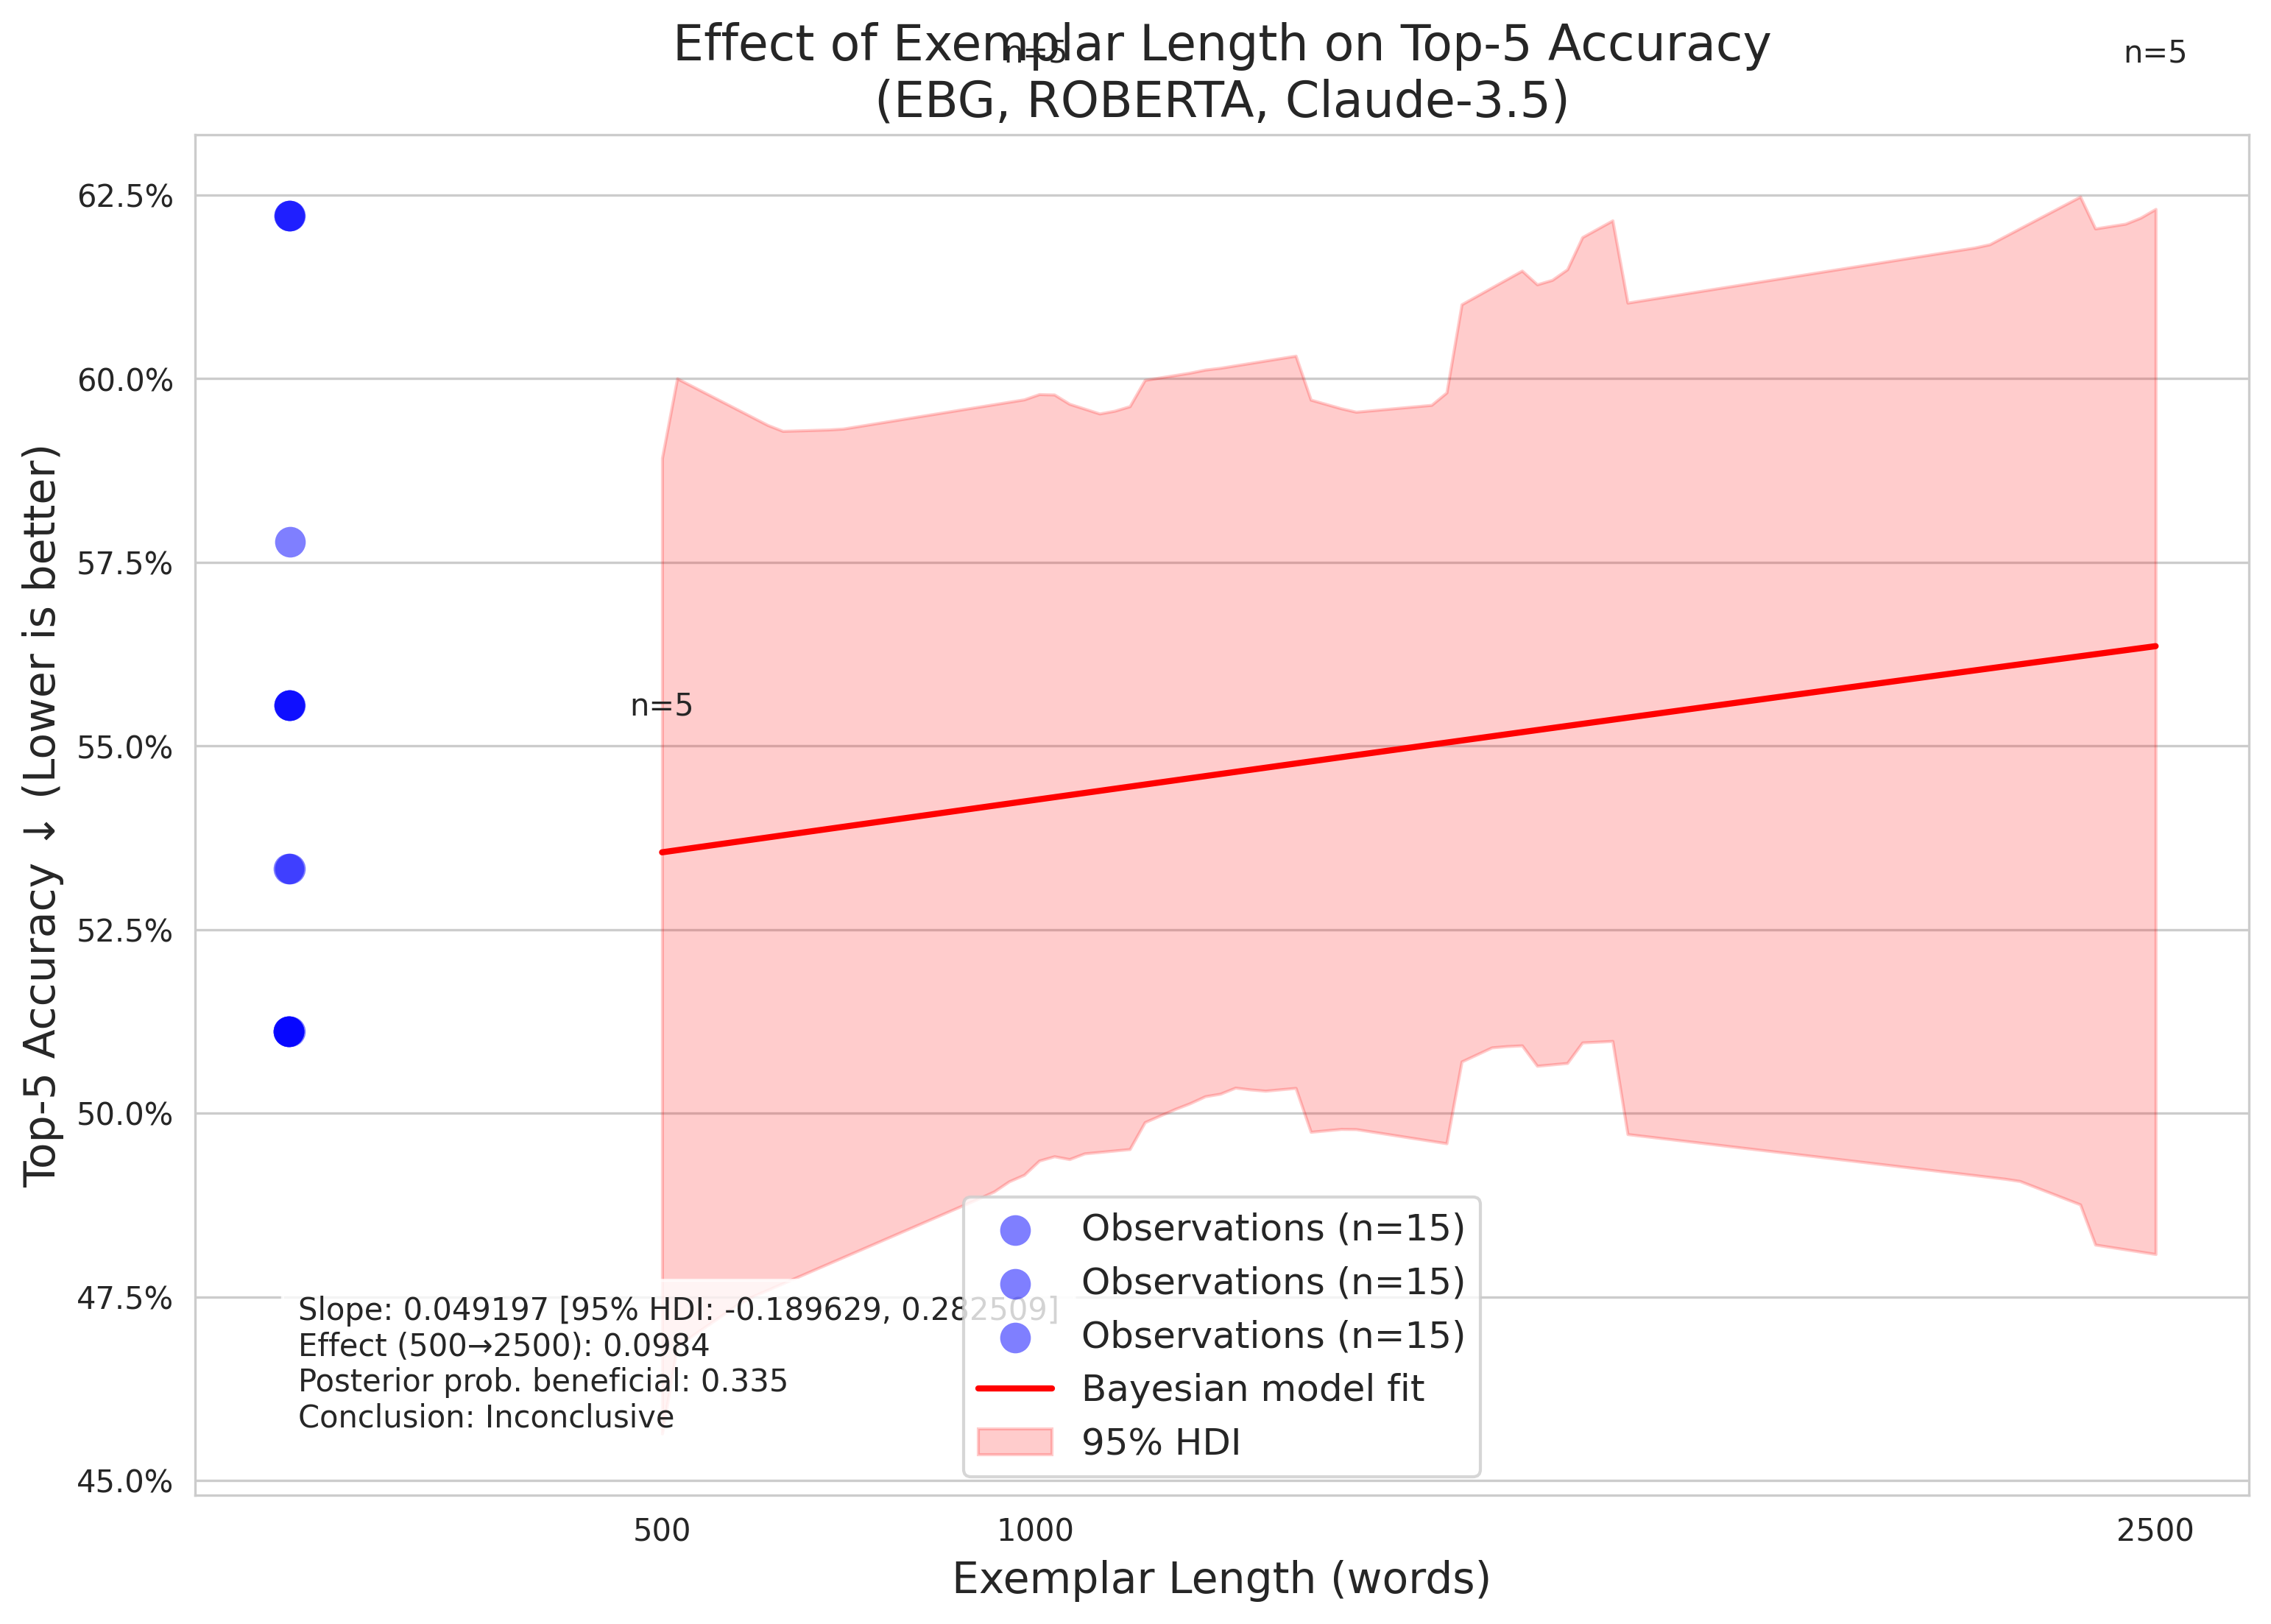 Effect of Exemplar Length on Top-5 Accuracy
(EBG, ROBERTA, Claude-3.5)
n=5
n=5
n=5
Top-5 Accuracy ↓ (Lower is better)
62.5%
60.0%
57.5%
55.0%
52.5%
50.0%
47.5%
45.0%
Slope: 0.049197 [95% HDI: -0.189629, 0.282509]
Effect (500→2500): 0.0984
Posterior prob. beneficial: 0.335
Conclusion: Inconclusive
Observations (n=15)
Observations (n=15)
Observations (n=15)
Bayesian model fit
95% HDI
500
1000
2500
Exemplar Length (words)